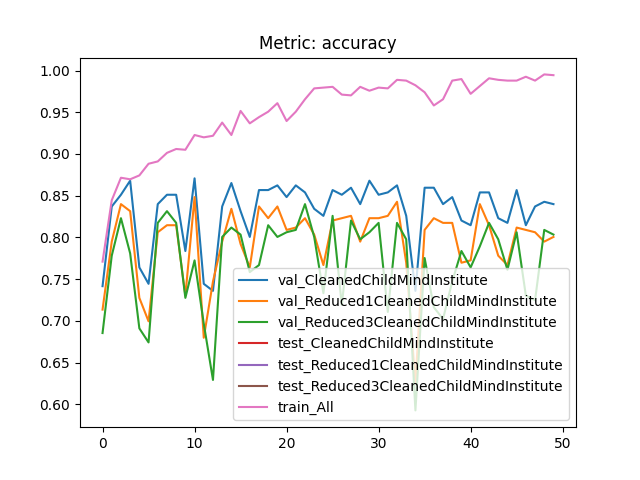 Metric: accuracy
1.00
0.95
0.90
0.85
0.80
0.75
0.70
0.65
0.60
val_CleanedChildMindInstitute
val_Reduced1CleanedChildMindInstitute
val_Reduced3CleanedChildMindInstitute
test_CleanedChildMindInstitute
test_Reduced1CleanedChildMindInstitute
test_Reduced3CleanedChildMindInstitute
train_All
0 10 20 30 40 50